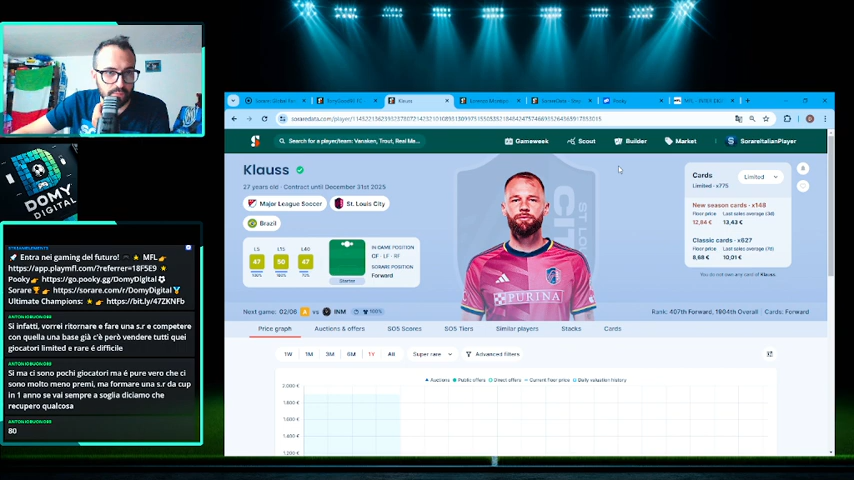 DOMY
DIGITAL
STREAMELEMENTS
🚀 Entra nei gaming del futuro! MFL 👉
https://app.playmfl.com/?referrer=18F5E9
Pooky👉 https://go.pooky.gg/DomyDigital
Sorare🏆👉 https://sorare.com/r/DomyDigital
Ultimate Champions: ⭐ 👉 https://bit.ly/47ZKNFb
ANTONIOBUONO86
Si infatti, vorrei ritornare e fare una s.r e competere
con quella una base già c'è però vendere tutti quei
giocatori limited e rare é difficile
ANTONIOBUONO86
Si ma ci sono pochi giocatori ma é pure vero che ci
sono molto meno premi, ma formare una s.r da cup
in 1 anno se vai sempre a soglia diciamo che
recupero qualcosa
ANTONIOBUONO86
80
Klauss
Search for a player/team: Vanaken, Trout, Real Ma...
Gameweek
Scout
Builder
Market
SorareItalianPlayer
Klauss
27 years old · Contract until December 31st 2025
Major League Soccer
St. Louis City
Brazil
L5
L15
L40
47
50
47
Starter
IN GAME POSITION
CF · LF · RF
SORARE POSITION
Forward
PURINA
Cards
Limited · x775
Limited
New season cards · x148
Floor price
Last sales average (3d)
12,84 €
13,43 €
Classic cards · x627
Floor price
8,68 €
10,01 €
You do not own any card of Klauss.
Next game: 02/06
A
vs
INM
100%
Rank: 407th Forward, 1904th Overall
Cards: Forward
Price graph
Auctions & offers
SO5 Scores
SO5 Tiers
Similar players
Stacks
Cards
1W
1M
3M
6M
1Y
All
Super rare
Advanced filters
Auctions
Public offers
Direct offers
Current floor price
Daily valuation history
2.000 €
1.800 €
1.600 €
1.400 €
1.200 €